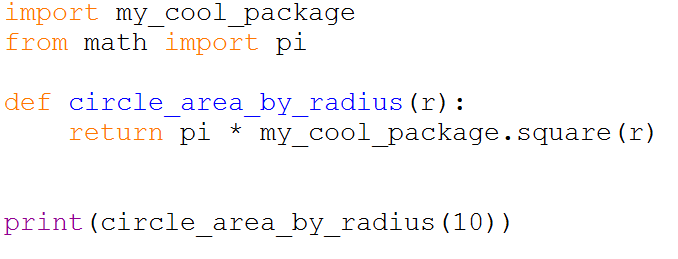 import my_cool_package
from math import pi
def circle_area_by_radius(r):
    return pi * my_cool_package.square(r)
print(circle_area_by_radius(10))